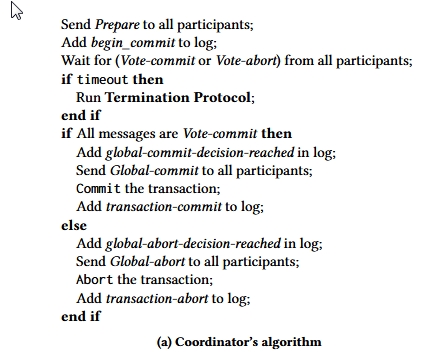 Send Prepare to all participants;
Add begin_commit to log;
Wait for (Vote-commit or Vote-abort) from all participants;
if timeout then
Run Termination Protocol;
end if
if All messages are Vote-commit then
Add global-commit-decision-reached in log;
Send Global-commit to all participants;
Commit the transaction;
Add transaction-commit to log;
else
Add global-abort-decision-reached in log;
Send Global-abort to all participants;
Abort the transaction;
Add transaction-abort to log;
end if
(a) Coordinator's algorithm